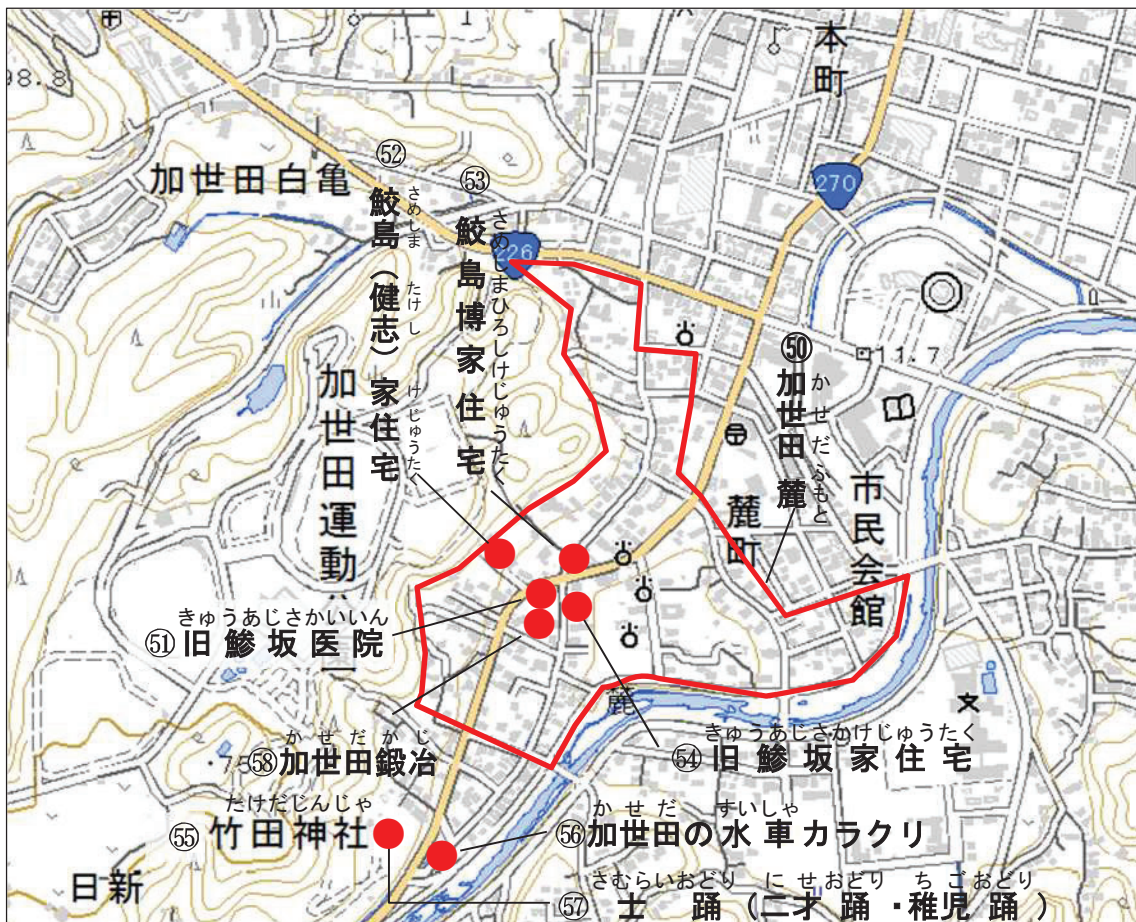 本町
98.8
加世田白亀
270
226
52
さめしま たけし けじゅうたく
鮫島(健志)家住宅
53
さめしまひろしけじゅうたく
鮫島博家住宅
50
かせだふもと
加世田 麓
11.7
加世田運動
麓町
市民会館
きゅうあじさかいいん
51 旧鰺坂医院
麓
かせだかじ
58 加世田鍛冶
きゅうあじさかけじゅうたく
54 旧鰺坂家住宅
たけだじんじゃ
55 竹田神社
かせだ すいしゃ
56 加世田の水車カラクリ
日新
さむらいおどり にせおどり ちごおどり
57 士踊(二才踊・稚児踊)